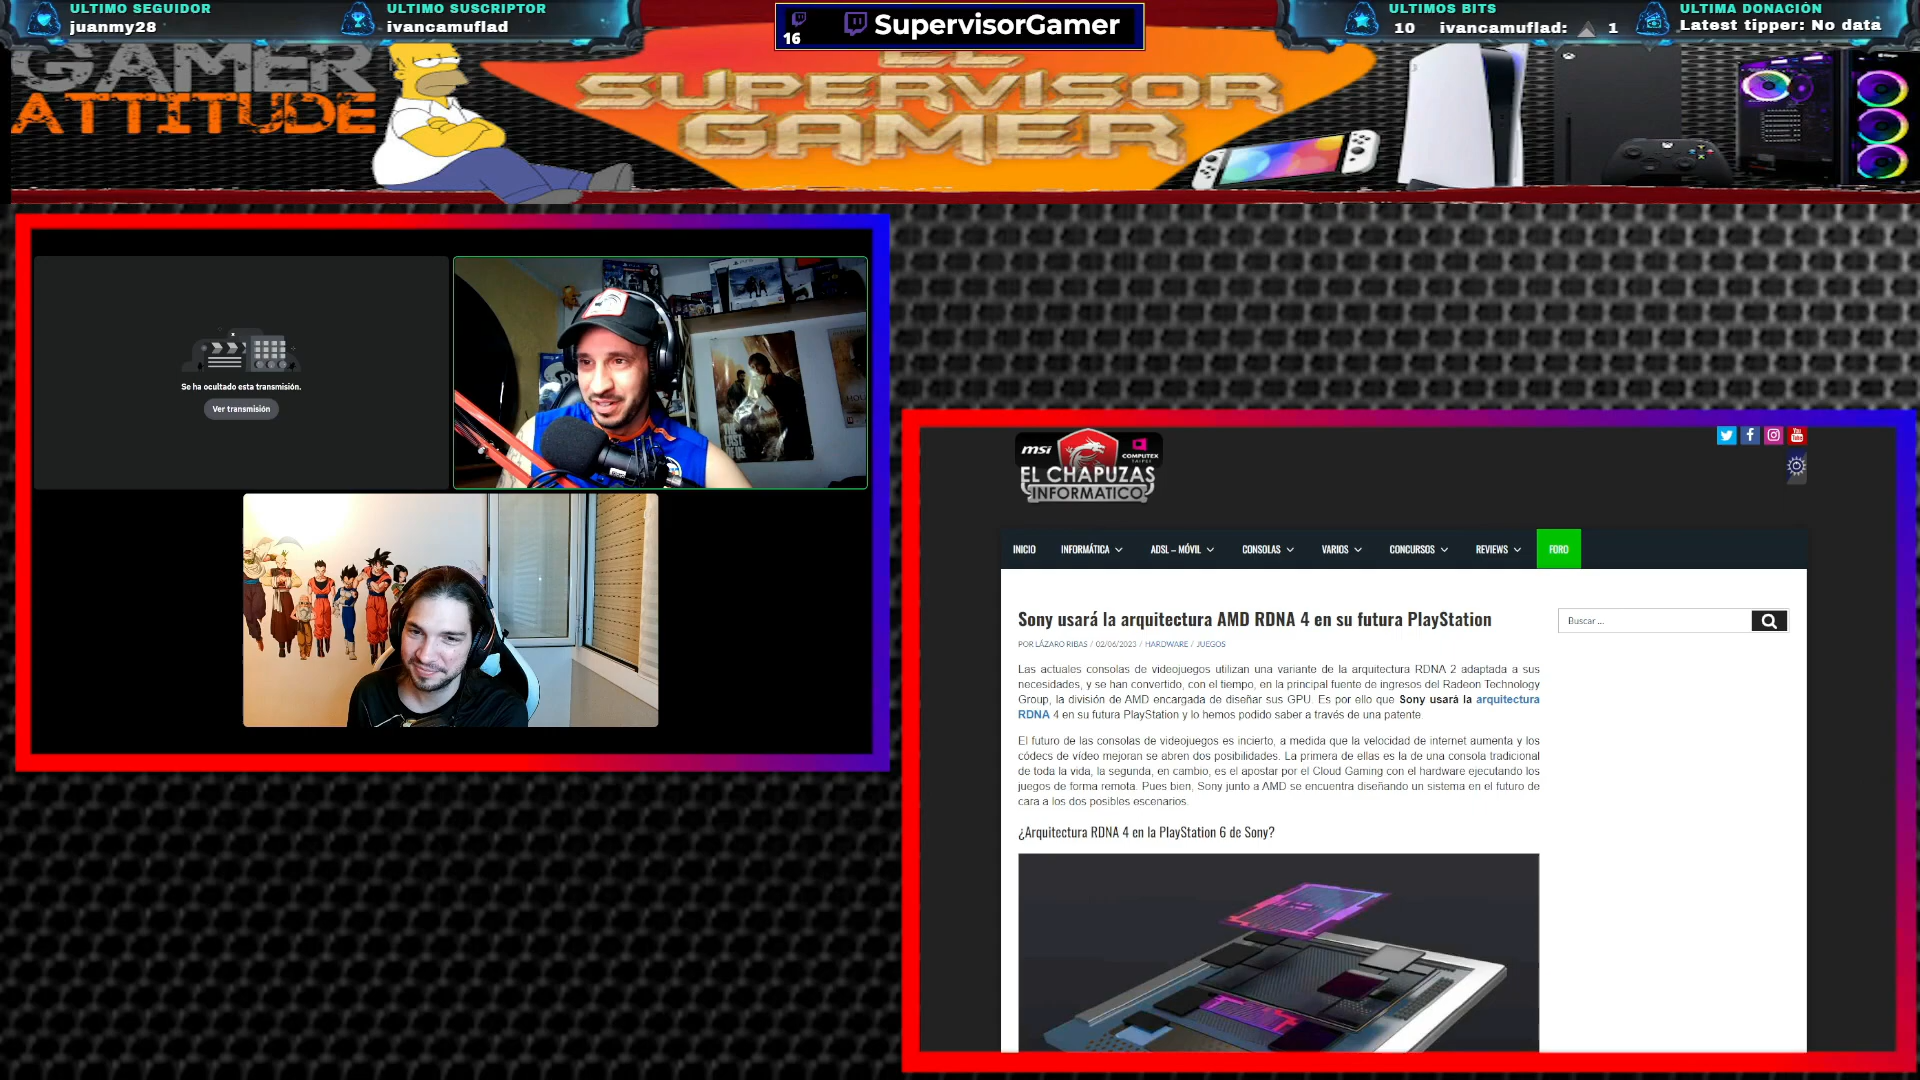 ULTIMO SEGUIDOR
juanmy28
ULTIMO SUSCRIPTOR
ivancamuflad
16
SupervisorGamer
ULTIMOS BITS
10 ivancamuflad: 1
ULTIMA DONACIÓN
Latest tipper: No data
GAMER
ATTITUDE
EL
SUPERVISOR
GAMER
Se ha ocultado esta transmisión.
Ver transmisión
THE LAST OF US
msi
COMPUTEX
TAIPEI
EL CHAPUZAS
INFORMATICO
INICIO
INFORMÁTICA
ADSL – MÓVIL
CONSOLAS
VARIOS
CONCURSOS
REVIEWS
FORO
Sony usará la arquitectura AMD RDNA 4 en su futura PlayStation
POR LÁZARO RIBAS / 02/06/2023 / HARDWARE / JUEGOS
Buscar ...
Las actuales consolas de videojuegos utilizan una variante de la arquitectura RDNA 2 adaptada a sus
necesidades, y se han convertido, con el tiempo, en la principal fuente de ingresos del Radeon Technology
Group, la división de AMD encargada de diseñar sus GPU. Es por ello que Sony usará la arquitectura
RDNA 4 en su futura PlayStation y lo hemos podido saber a través de una patente
El futuro de las consolas de videojuegos es incierto, a medida que la velocidad de internet aumenta y los
códecs de vídeo mejoran se abren dos posibilidades. La primera de ellas es la de una consola tradicional
de toda la vida, la segunda, en cambio, es el apostar por el Cloud Gaming con el hardware ejecutando los
juegos de forma remota. Pues bien, Sony junto a AMD se encuentra diseñando un sistema en el futuro de
cara a los dos posibles escenarios.
¿Arquitectura RDNA 4 en la PlayStation 6 de Sony?